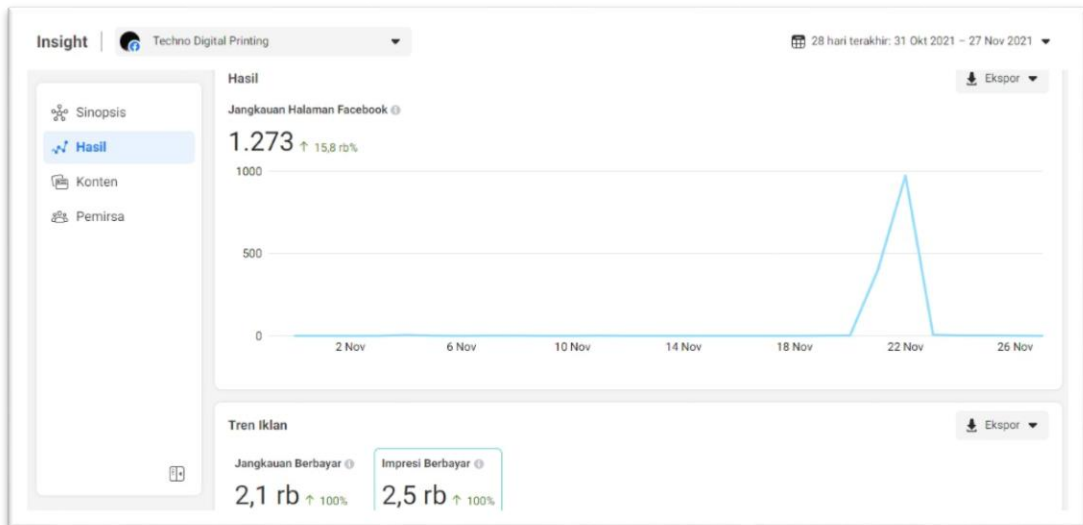 Insight
Techno Digital Printing
28 hari terakhir: 31 Okt 2021 – 27 Nov 2021
Sinopsis
Hasil
Konten
Pemirsa
Hasil
Ekspor
Jangkauan Halaman Facebook
1.273 ↑ 15,8 rb%
1000
500
0
2 Nov 6 Nov 10 Nov 14 Nov 18 Nov 22 Nov 26 Nov
Tren Iklan
Ekspor
Jangkauan Berbayar
2,1 rb ↑ 100%
Impresi Berbayar
2,5 rb ↑ 100%